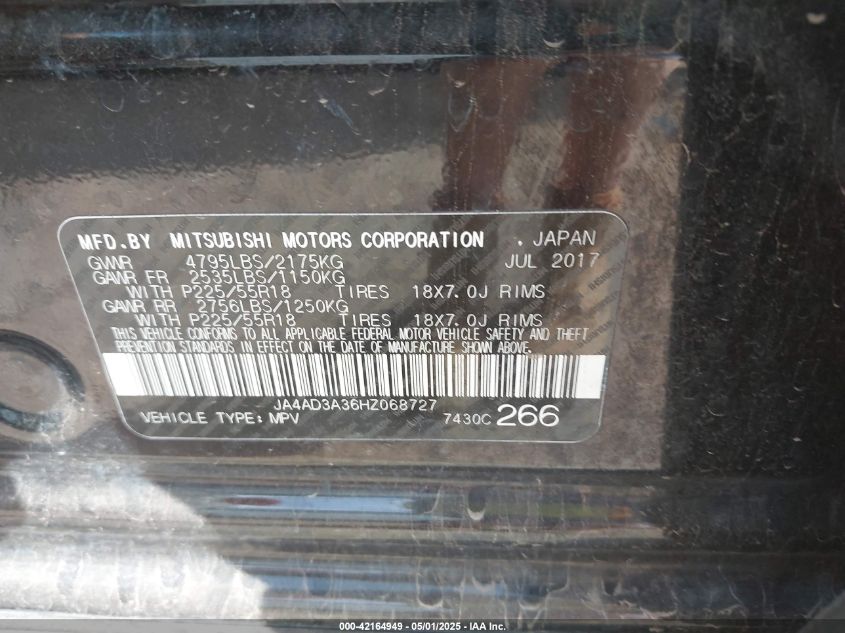 MFD.BY MITSUBISHI MOTORS CORPORATION . JAPAN
GVWR 4795LBS/2175KG JUL 2017
GAWR FR 2535LBS/1150KG
WITH P225/55R18 TIRES 18X7.0J RIMS
GAWR RR 2756LBS/1250KG
WITH P225/55R18 TIRES 18X7.0J RIMS
THIS VEHICLE CONFORMS TO ALL APPLICABLE FEDERAL MOTOR VEHICLE SAFETY AND THEFT
PREVENTION STANDARDS IN EFFECT ON THE DATE OF MANUFACTURE SHOWN ABOVE.
JA4AD3A36HZ068727
VEHICLE TYPE: MPV 7430C 266
000-42164949 - 05/01/2025 - IAA Inc.